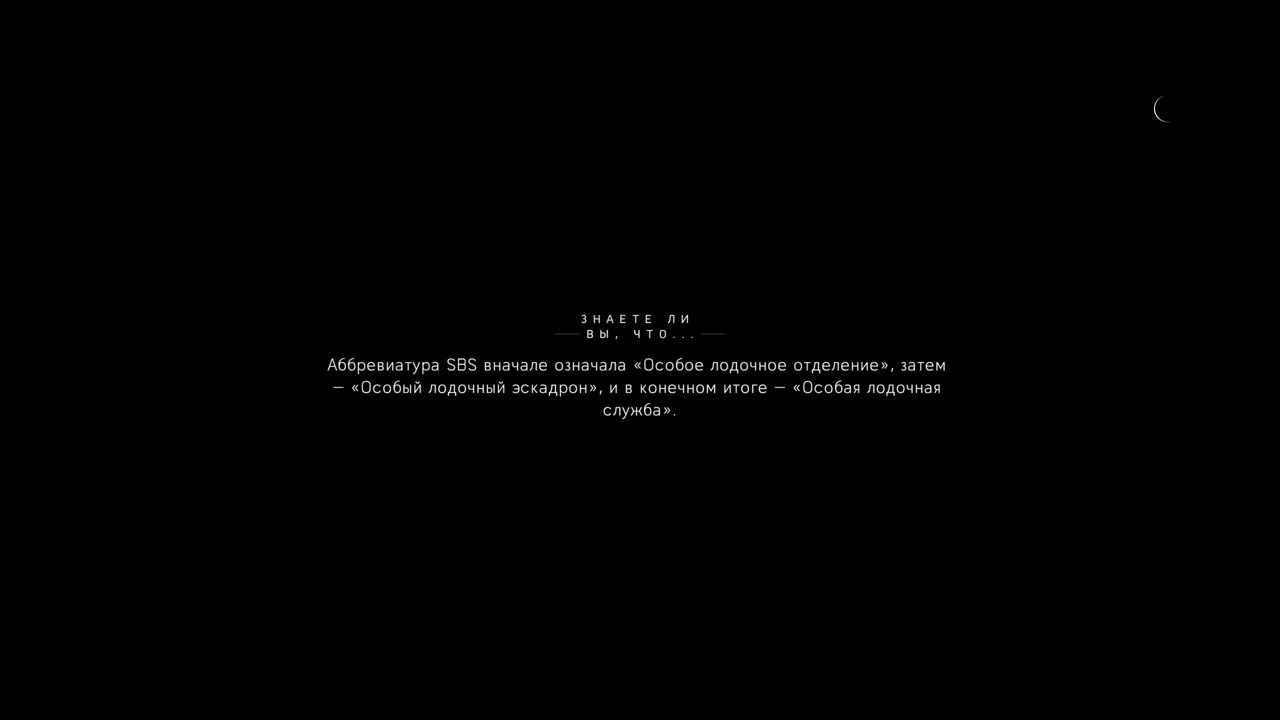 ЗНАЕТЕ ЛИ
ВЫ, ЧТО...
Аббревиатура SBS вначале означала «Особое лодочное отделение», затем
— «Особый лодочный эскадрон», и в конечном итоге — «Особая лодочная
служба».